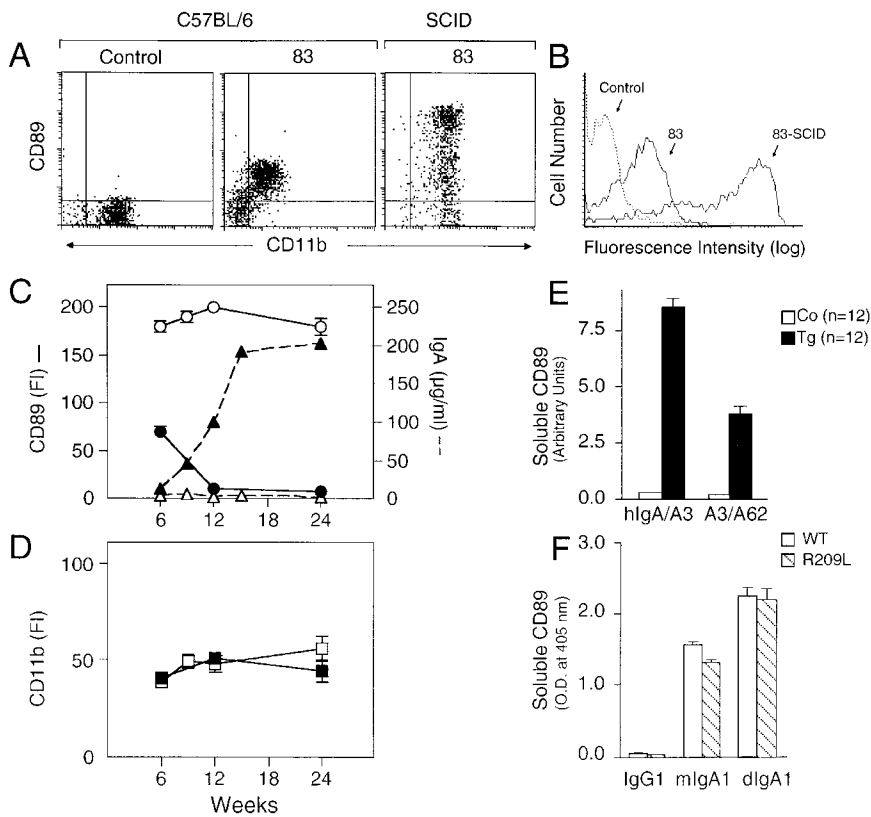 C57BL/6
SCID
A
Control
83
83
CD89
CD11b
B
Control
83
83-SCID
Cell Number
Fluorescence Intensity (log)
C
200
150
100
50
0
CD89 (FI) —
250
200
150
100
50
0
IgA (µg/ml) --
6
12
18
24
D
100
50
0
CD11b (FI)
6
12
18
24
Weeks
E
Co (n=12)
Tg (n=12)
7.5
5.0
2.5
0.0
Soluble CD89
(Arbitrary Units)
hIgA/A3
A3/A62
F
WT
R209L
3.0
2.0
1.0
0.0
Soluble CD89
(O.D. at 405 nm)
IgG1
mIgA1
dIgA1